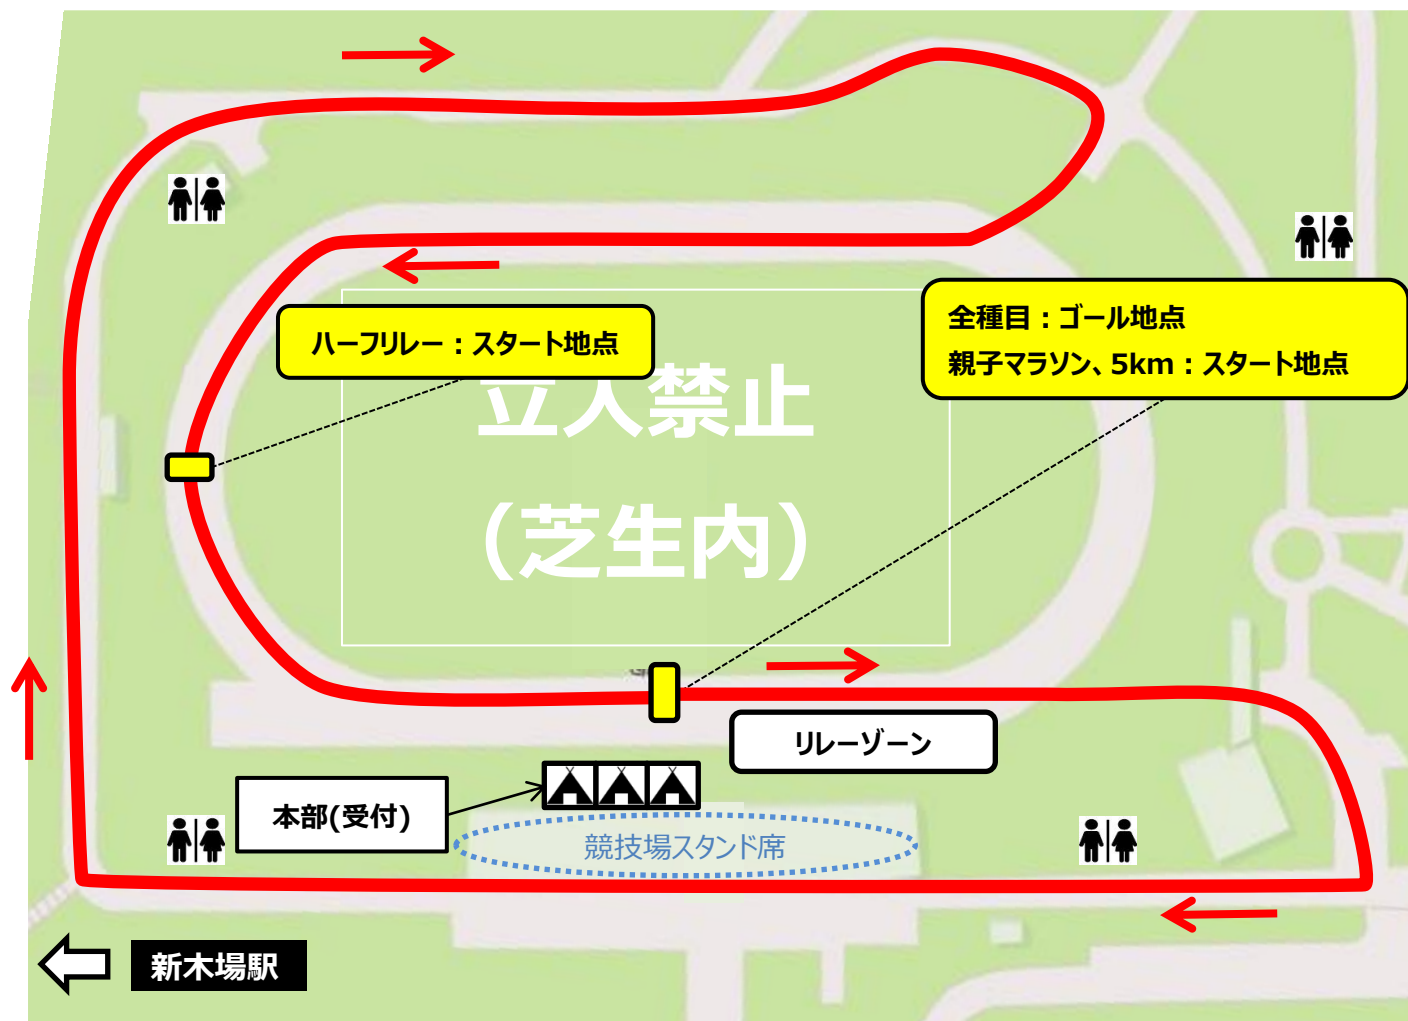 ハーフリレー：スタート地点
全種目：ゴール地点
親子マラソン、5km：スタート地点
立入禁止
（芝生内）
リレーゾーン
本部(受付)
競技場スタンド席
新木場駅